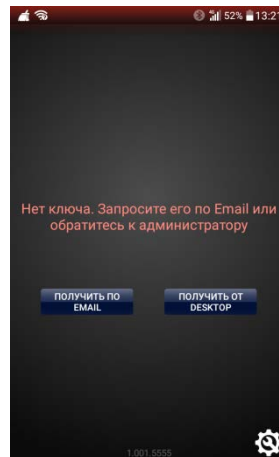 52% 13:21
Нет ключа. Запросите его по Email или
обратитесь к администратору
ПОЛУЧИТЬ ПО
EMAIL
ПОЛУЧИТЬ ОТ
DESKTOP
1.001.5555